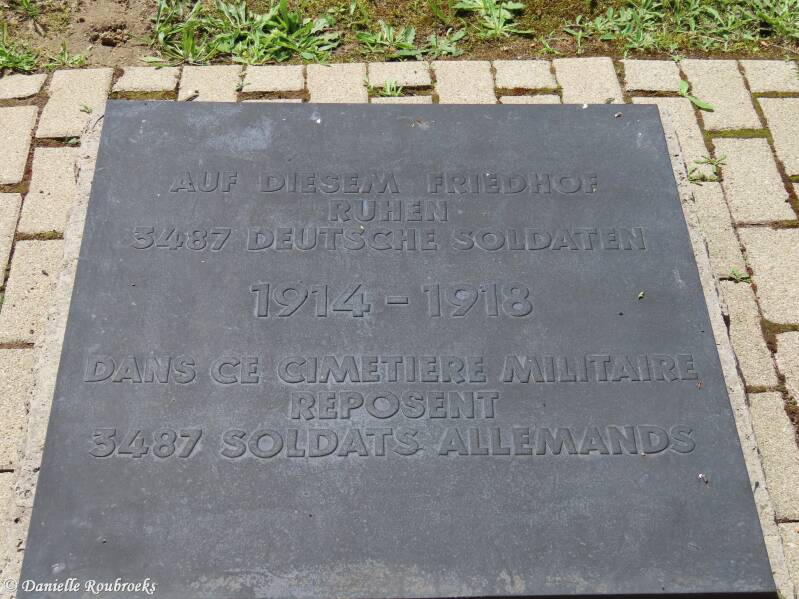 AUF DIESEM FRIEDHOF
RUHEN
3487 DEUTSCHE SOLDATEN
1914 - 1918
DANS CE CIMETIERE MILITAIRE
REPOSENT
3487 SOLDATS ALLEMANDS
© Danielle Roubroeks